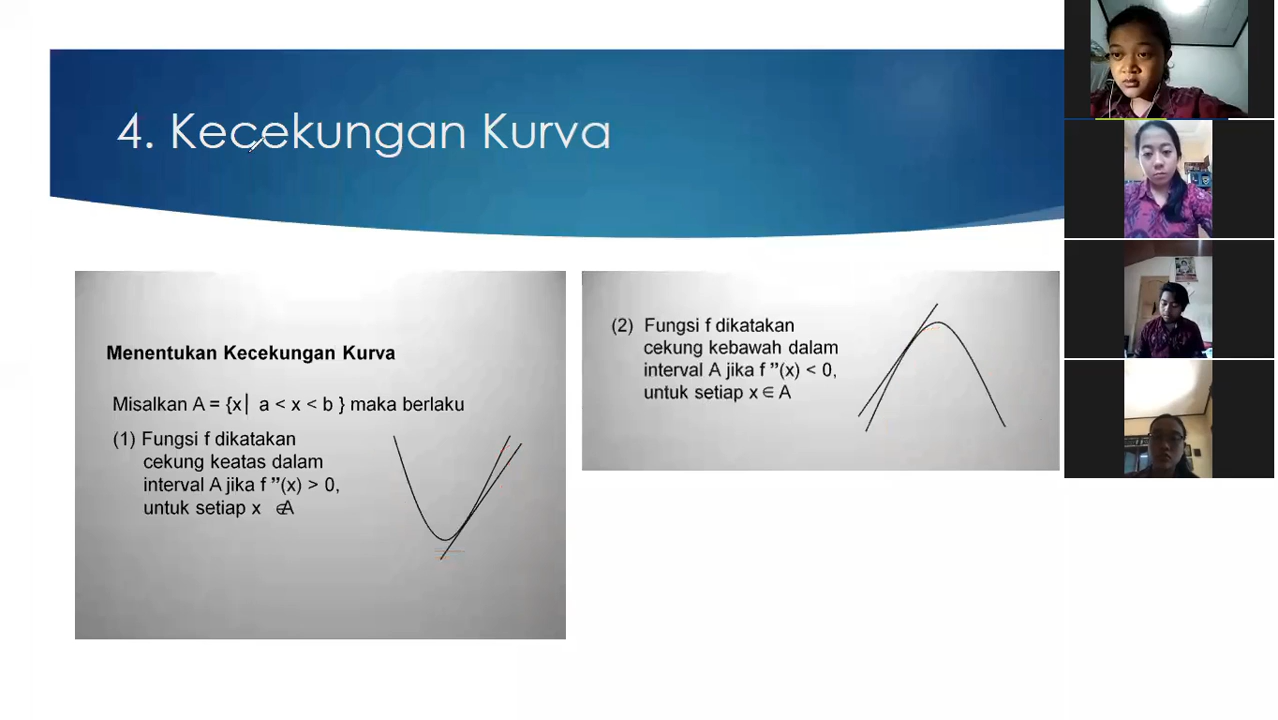 4. Kecekungan Kurva
Menentukan Kecekungan Kurva
Misalkan A = {x│ a < x < b } maka berlaku
(1) Fungsi f dikatakan
cekung keatas dalam
interval A jika f ”(x) > 0,
untuk setiap x ∈A
(2) Fungsi f dikatakan
cekung kebawah dalam
interval A jika f ”(x) < 0,
untuk setiap x ∈ A